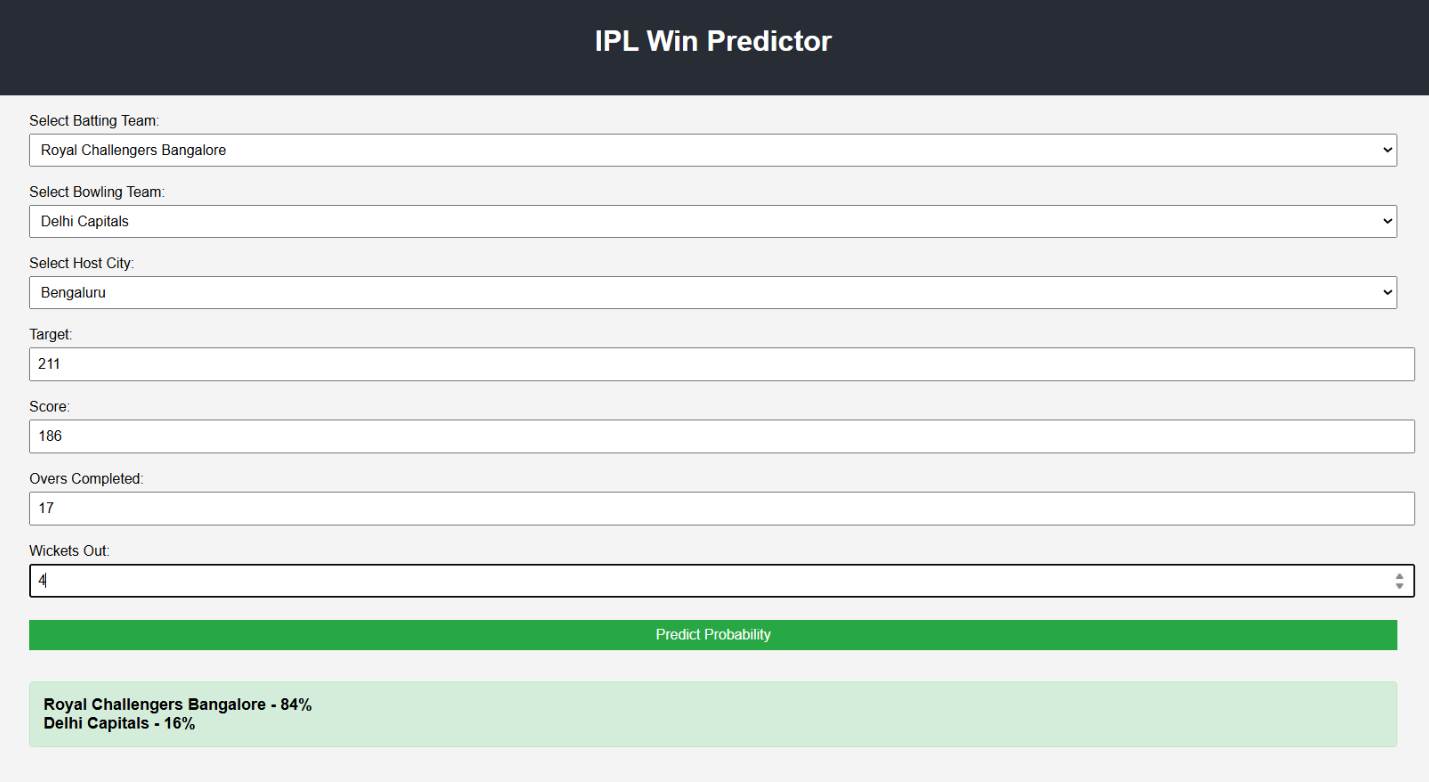 IPL Win Predictor
Select Batting Team:
Royal Challengers Bangalore
Select Bowling Team:
Delhi Capitals
Select Host City:
Bengaluru
Target:
211
Score:
186
Overs Completed:
17
Wickets Out:
4
Predict Probability
Royal Challengers Bangalore - 84%
Delhi Capitals - 16%